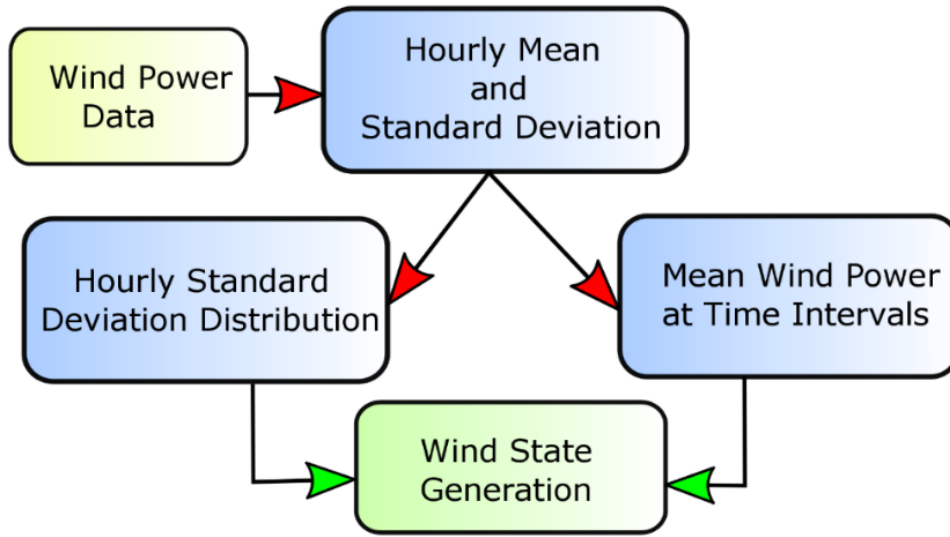 Wind Power
Data
Hourly Mean
and
Standard Deviation
Hourly Standard
Deviation Distribution
Mean Wind Power
at Time Intervals
Wind State
Generation